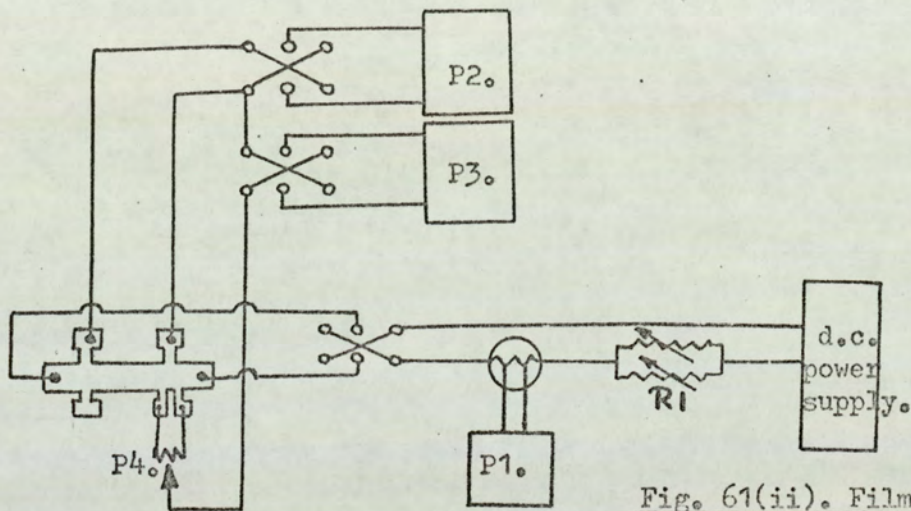 P2.
P3.
d.c.
power
supply.
R1
P4.
P1.
Fig. 61(ii). Film